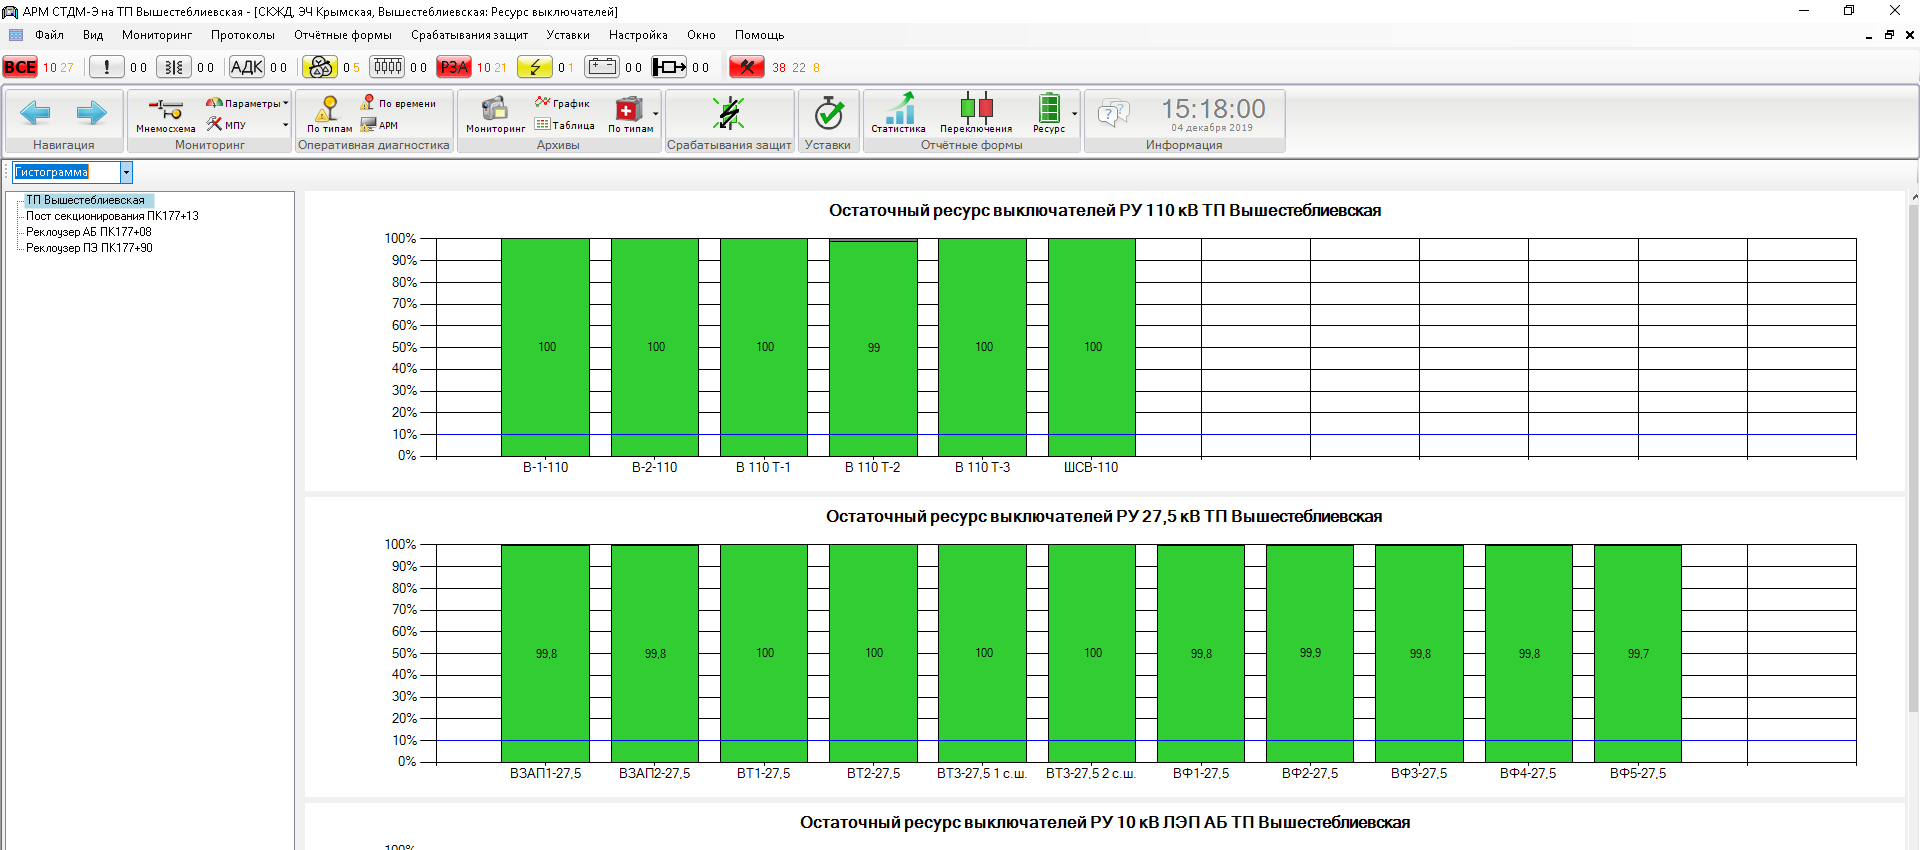 АРМ СТДМ-Э на ТП Вышестеблиевская - [СКЖД, ЭЧ Крымская, Вышестеблиевская: Ресурс выключателей]
Файл Вид Мониторинг Протоколы Отчётные формы Срабатывания защит Уставки Настройка Окно Помощь
ВСЕ 10 27 ! 0 0 0 0 АДК 0 0 0 5 0 0 РЗА 10 21 0 1 0 0 0 0 38 22 8
Мнемосхема Параметры МПУ По типам По времени АРМ Мониторинг График Таблица По типам Статистика Переключения Ресурс 15:18:00
04 декабря 2019
Навигация Мониторинг Оперативная диагностика Архивы Срабатывания защит Уставки Отчётные формы Информация
Гистограмма
ТП Вышестеблиевская
Пост секционирования ПК177+13
Реклоузер АБ ПК177+08
Реклоузер ПЭ ПК177+90
Остаточный ресурс выключателей РУ 110 кВ ТП Вышестеблиевская
100%
90%
80%
70%
60%
50%
40%
30%
20%
10%
0%
100 100 100 99 100 100
В-1-110 В-2-110 В 110 Т-1 В 110 Т-2 В 110 Т-3 ШСВ-110
Остаточный ресурс выключателей РУ 27,5 кВ ТП Вышестеблиевская
100%
90%
80%
70%
60%
50%
40%
30%
20%
10%
0%
99,8 99,8 100 100 100 100 99,8 99,9 99,8 99,8 99,7
ВЗАП1-27,5 ВЗАП2-27,5 ВТ1-27,5 ВТ2-27,5 ВТ3-27,5 1 с.ш. ВТ3-27,5 2 с.ш. ВФ1-27,5 ВФ2-27,5 ВФ3-27,5 ВФ4-27,5 ВФ5-27,5
Остаточный ресурс выключателей РУ 10 кВ ЛЭП АБ ТП Вышестеблиевская
100%